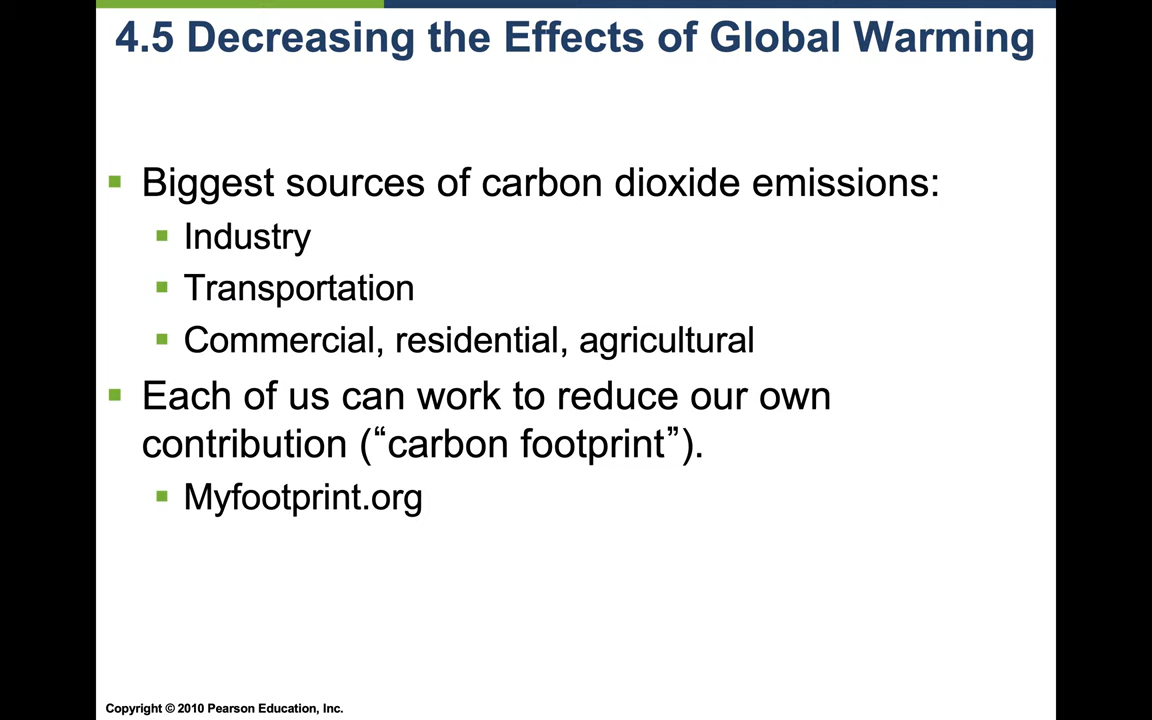 4.5 Decreasing the Effects of Global Warming
Biggest sources of carbon dioxide emissions:
Industry
Transportation
Commercial, residential, agricultural
Each of us can work to reduce our own
contribution (“carbon footprint”).
Myfootprint.org
Copyright © 2010 Pearson Education, Inc.